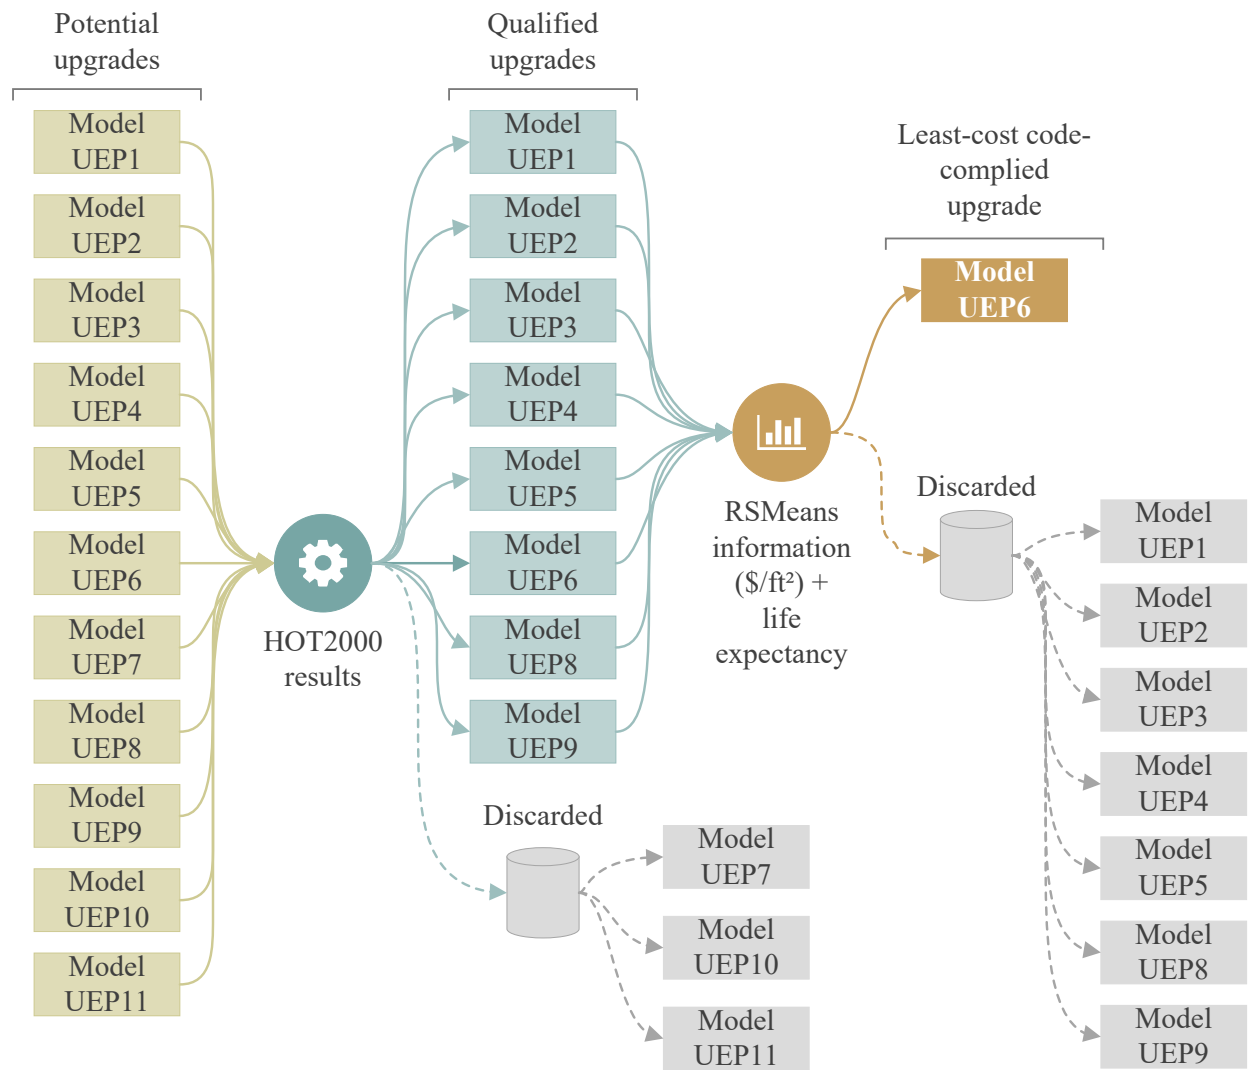 Potential
upgrades
Model
UEP1
Model
UEP2
Model
UEP3
Model
UEP4
Model
UEP5
Model
UEP6
Model
UEP7
Model
UEP8
Model
UEP9
Model
UEP10
Model
UEP11
HOT2000
results
Qualified
upgrades
Model
UEP1
Model
UEP2
Model
UEP3
Model
UEP4
Model
UEP5
Model
UEP6
Model
UEP8
Model
UEP9
Discarded
Model
UEP7
Model
UEP10
Model
UEP11
RSMeans
information
($/ft²) +
life
expectancy
Least-cost code-
complied
upgrade
Model
UEP6
Discarded
Model
UEP1
Model
UEP2
Model
UEP3
Model
UEP4
Model
UEP5
Model
UEP8
Model
UEP9